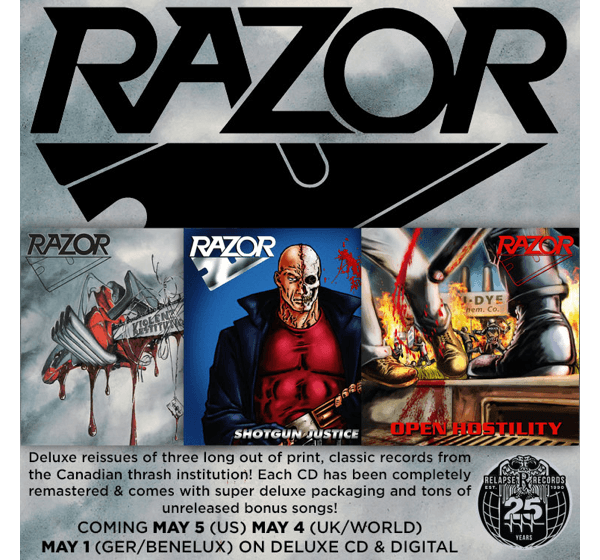 RAZOR
RAZOR
VIOLENT
RESTITUTION
RAZOR
SHOTGUN JUSTICE
RAZOR
U-DYE
hem. Co.
OPEN HOSTILITY
Deluxe reissues of three long out of print, classic records from
the Canadian thrash institution! Each CD has been completely
remastered & comes with super deluxe packaging and tons of
unreleased bonus songs!
COMING MAY 5 (US) MAY 4 (UK/WORLD)
MAY 1 (GER/BENELUX) ON DELUXE CD & DIGITAL
RELAPSE RECORDS
EST. 1990
25
YEARS